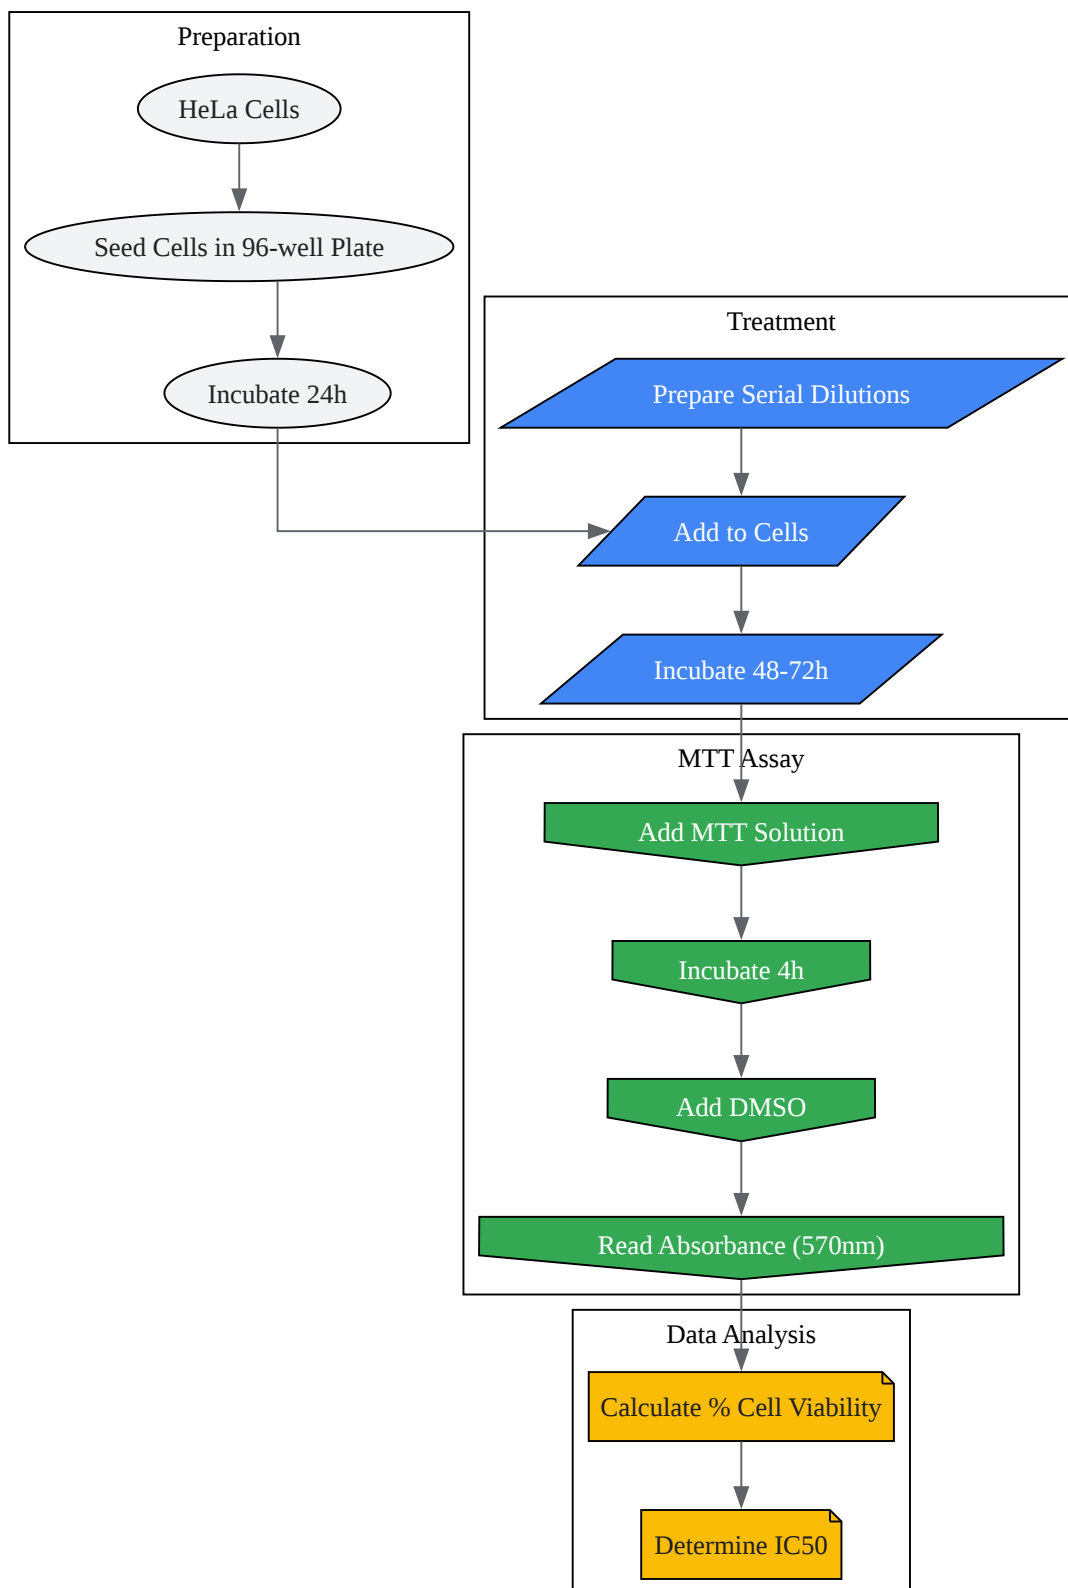 Preparation
HeLa Cells
Seed Cells in 96-well Plate
Incubate 24h
Treatment
Prepare Serial Dilutions
Add to Cells
Incubate 48-72h
MTT Assay
Add MTT Solution
Incubate 4h
Add DMSO
Read Absorbance (570nm)
Data Analysis
Calculate % Cell Viability
Determine IC50